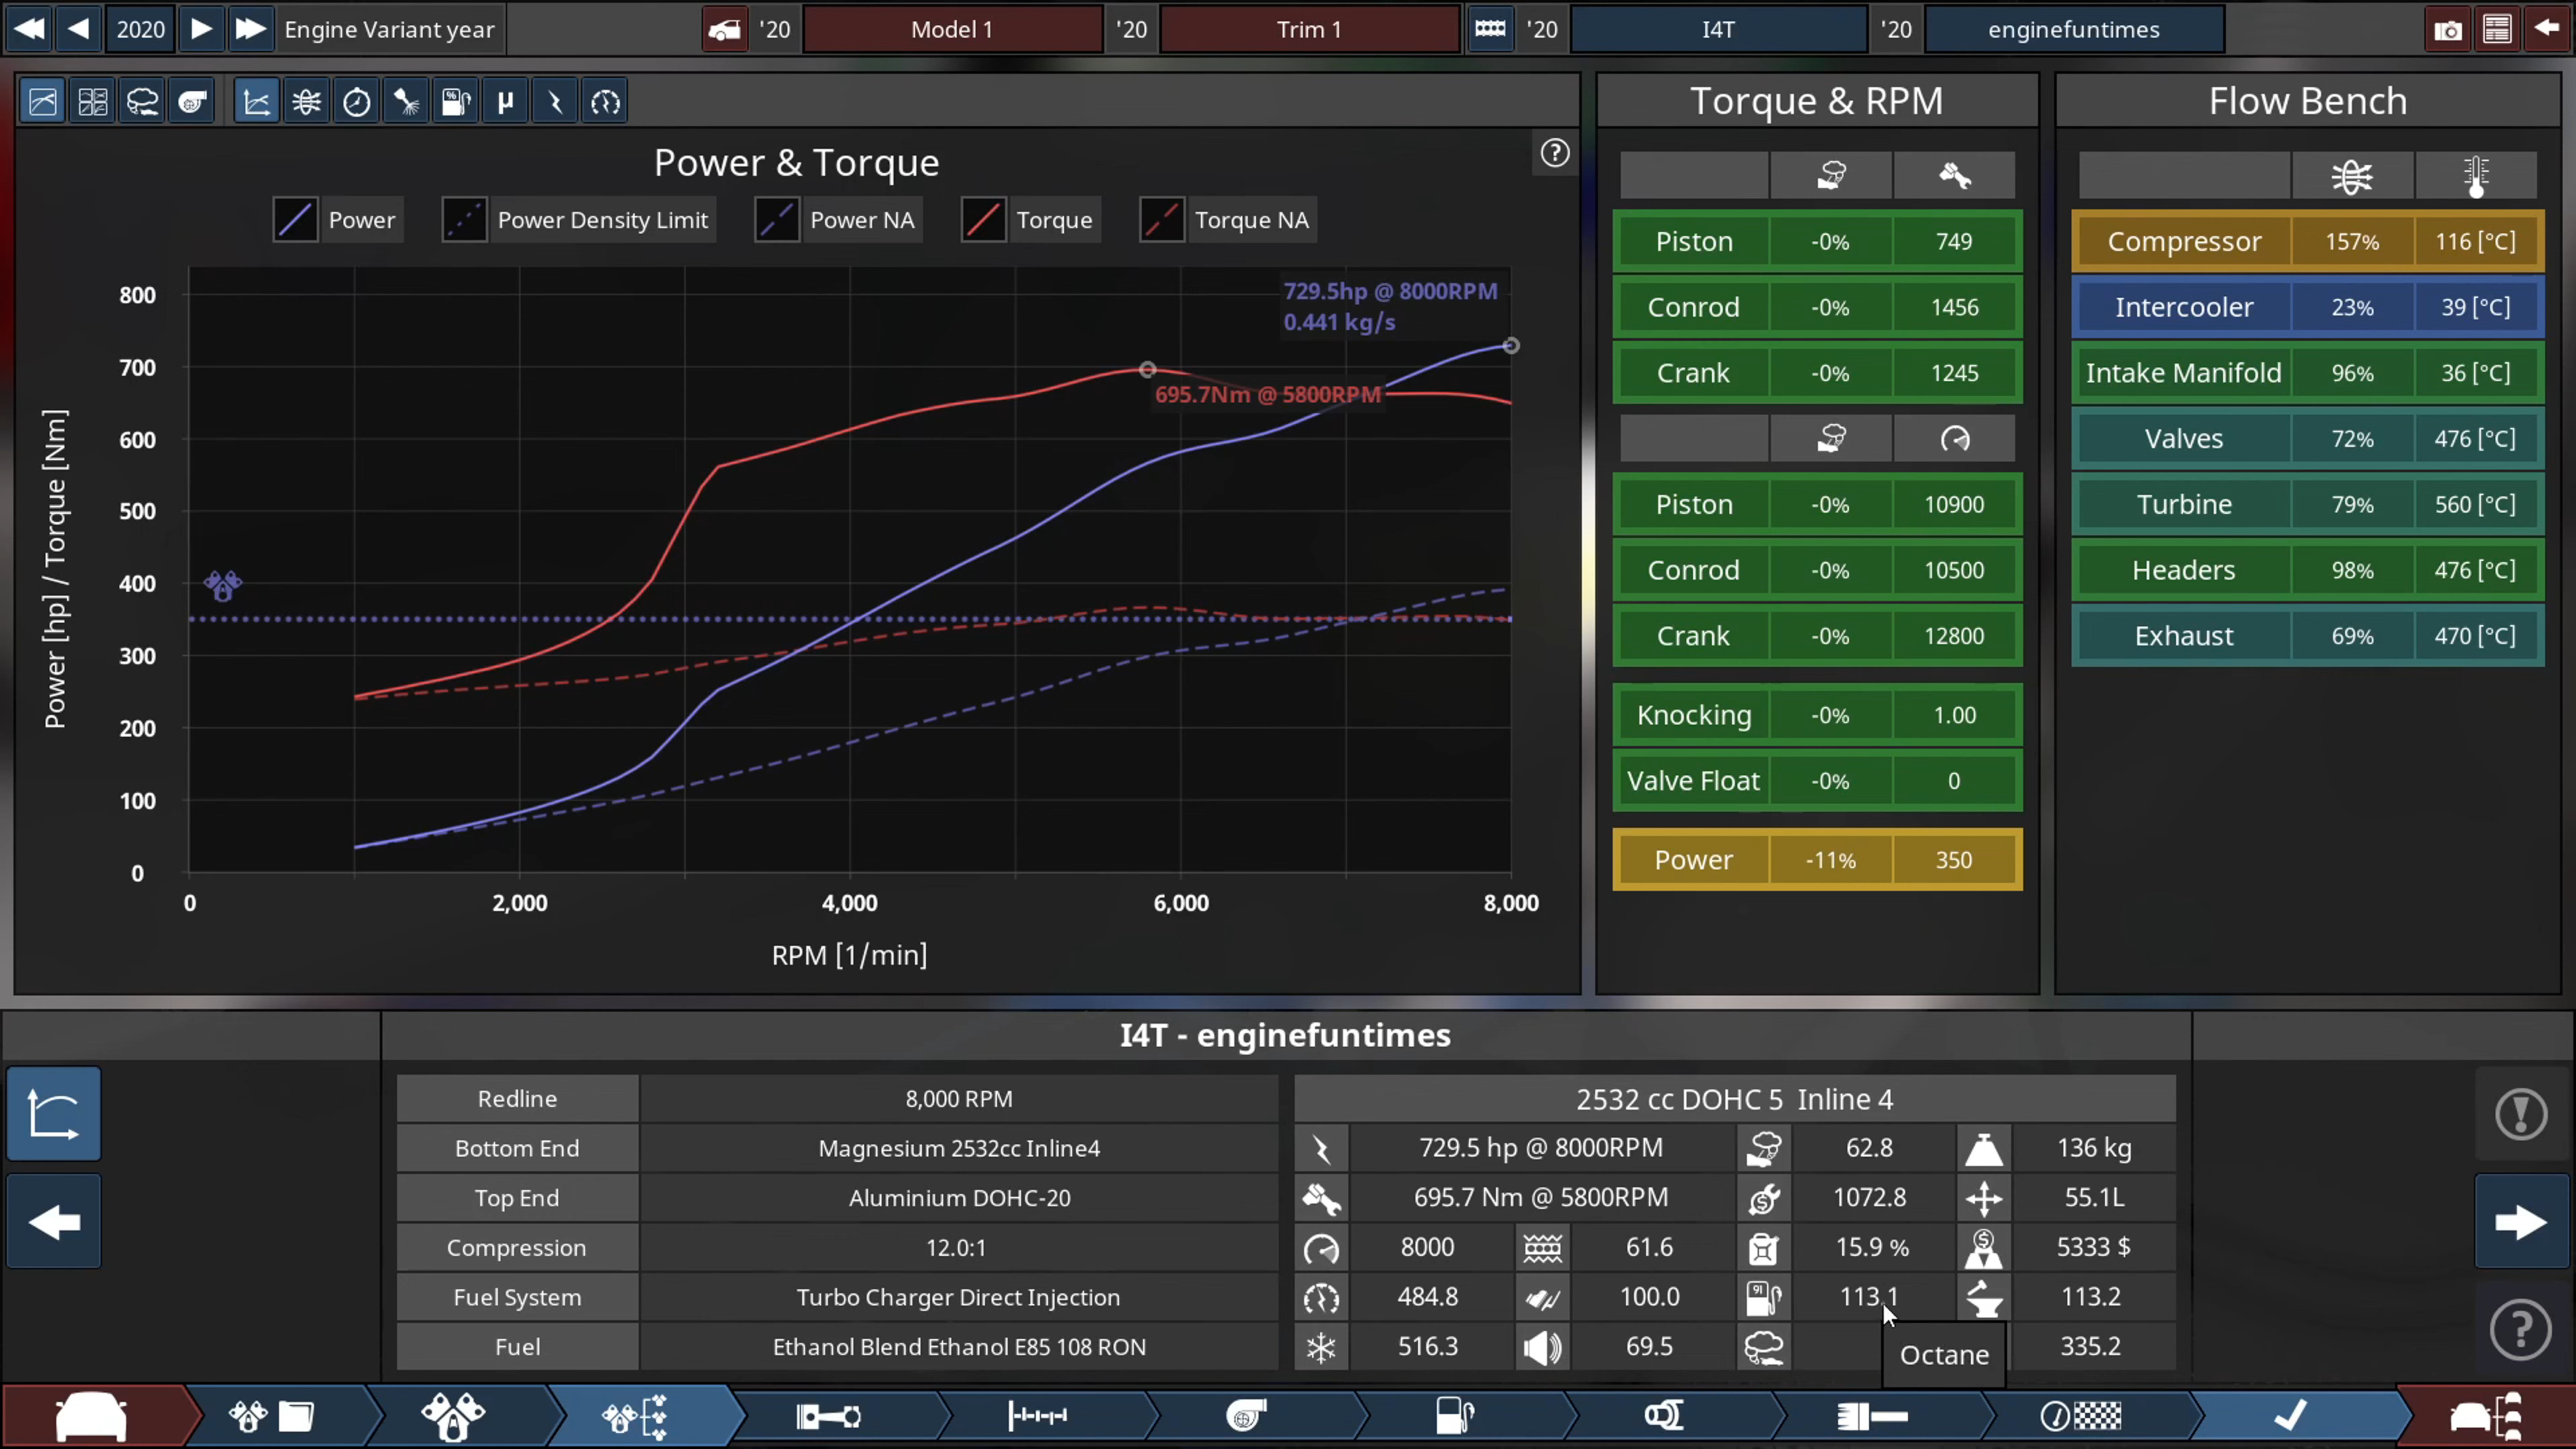 2020 Engine Variant year '20 Model 1 '20 Trim 1 '20 I4T '20 enginefuntimes
% µ
Power & Torque
?
Power Power Density Limit Power NA Torque Torque NA
Power [hp] / Torque [Nm]
800
700
600
500
400
300
200
100
0
729.5hp @ 8000RPM
0.441 kg/s
695.7Nm @ 5800RPM
0 2,000 4,000 6,000 8,000
RPM [1/min]
Torque & RPM
Piston -0% 749
Conrod -0% 1456
Crank -0% 1245
Piston -0% 10900
Conrod -0% 10500
Crank -0% 12800
Knocking -0% 1.00
Valve Float -0% 0
Power -11% 350
Flow Bench
Compressor 157% 116 [°C]
Intercooler 23% 39 [°C]
Intake Manifold 96% 36 [°C]
Valves 72% 476 [°C]
Turbine 79% 560 [°C]
Headers 98% 476 [°C]
Exhaust 69% 470 [°C]
I4T - enginefuntimes
Redline 8,000 RPM
Bottom End Magnesium 2532cc Inline4
Top End Aluminium DOHC-20
Compression 12.0:1
Fuel System Turbo Charger Direct Injection
Fuel Ethanol Blend Ethanol E85 108 RON
2532 cc DOHC 5 Inline 4
729.5 hp @ 8000RPM 62.8 136 kg
695.7 Nm @ 5800RPM $ 1072.8 55.1L
8000 61.6 15.9 % $ 5333 $
484.8 100.0 91 113.1 113.2
516.3 69.5 335.2
Octane
!
?